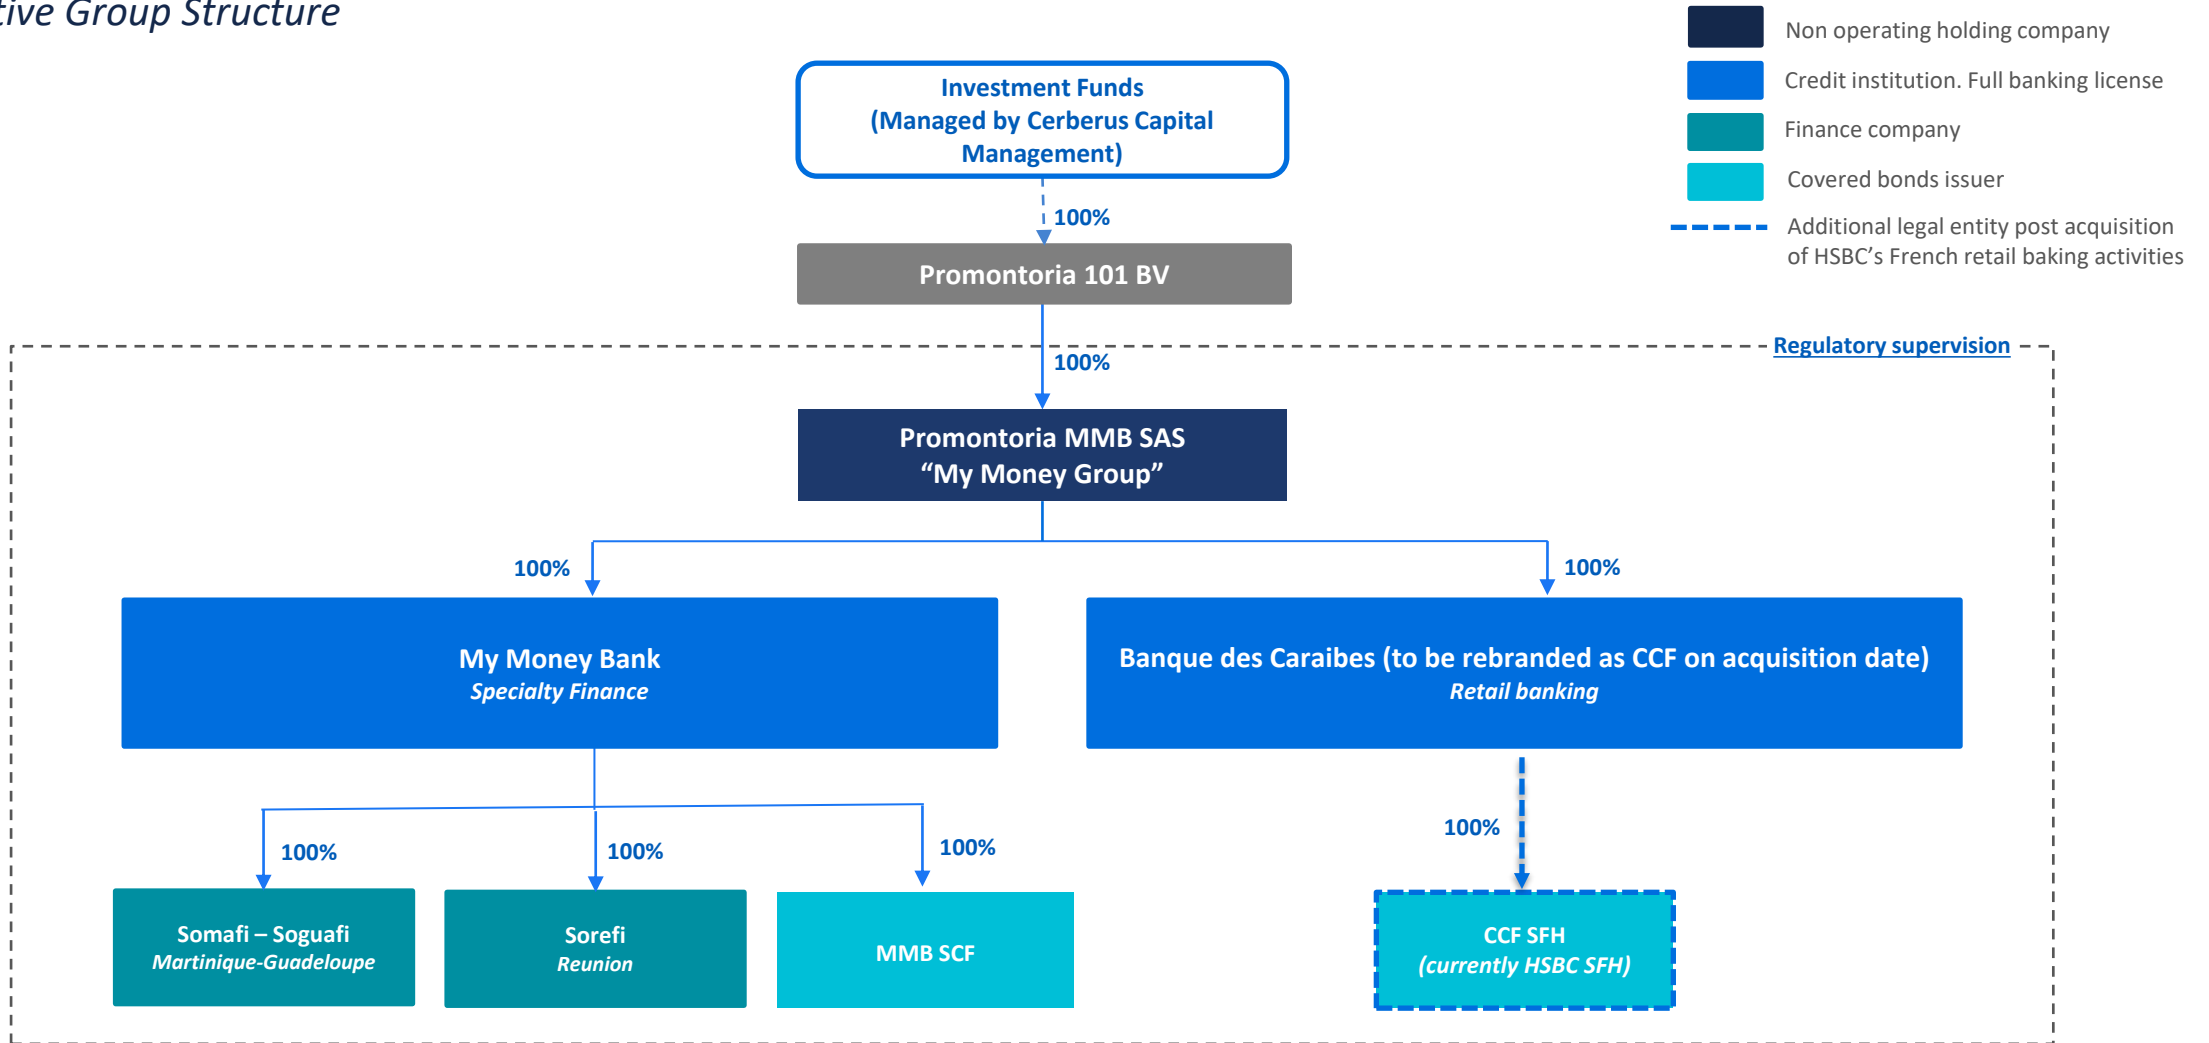 tive Group Structure
Non operating holding company
Credit institution. Full banking license
Finance company
Covered bonds issuer
Additional legal entity post acquisition
of HSBC's French retail baking activities
Investment Funds
(Managed by Cerberus Capital
Management)
100%
Promontoria 101 BV
Regulatory supervision
100%
Promontoria MMB SAS
“My Money Group”
100%
100%
My Money Bank
Specialty Finance
Banque des Caraibes (to be rebranded as CCF on acquisition date)
Retail banking
100%
100%
100%
100%
Somafi – Soguafi
Martinique-Guadeloupe
Sorefi
Reunion
MMB SCF
CCF SFH
(currently HSBC SFH)